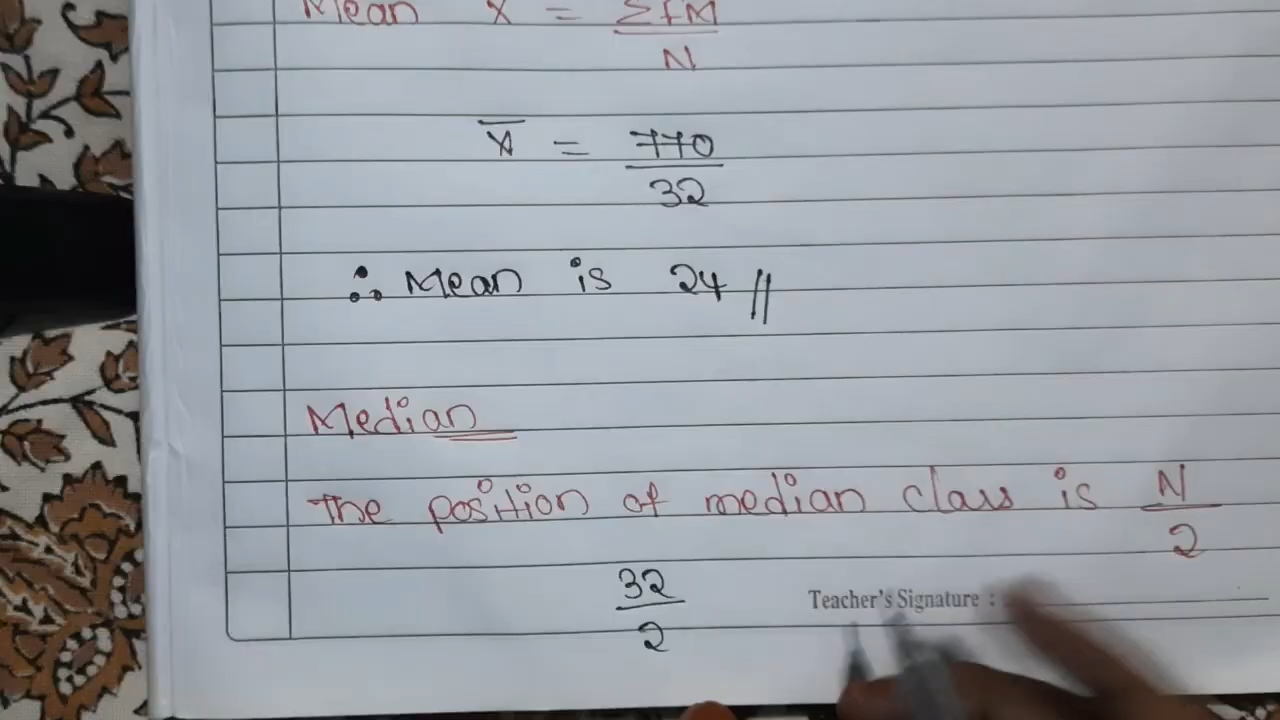 Mean X = ΣfM
N
X̄ = 770
32
∴ Mean is 24 //
Median
The position of median class is N
2
32
2
Teacher's Signature :